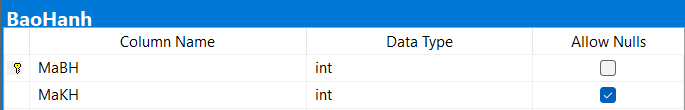 BaoHanh
Column Name Data Type Allow Nulls
MaBH int
MaKH int